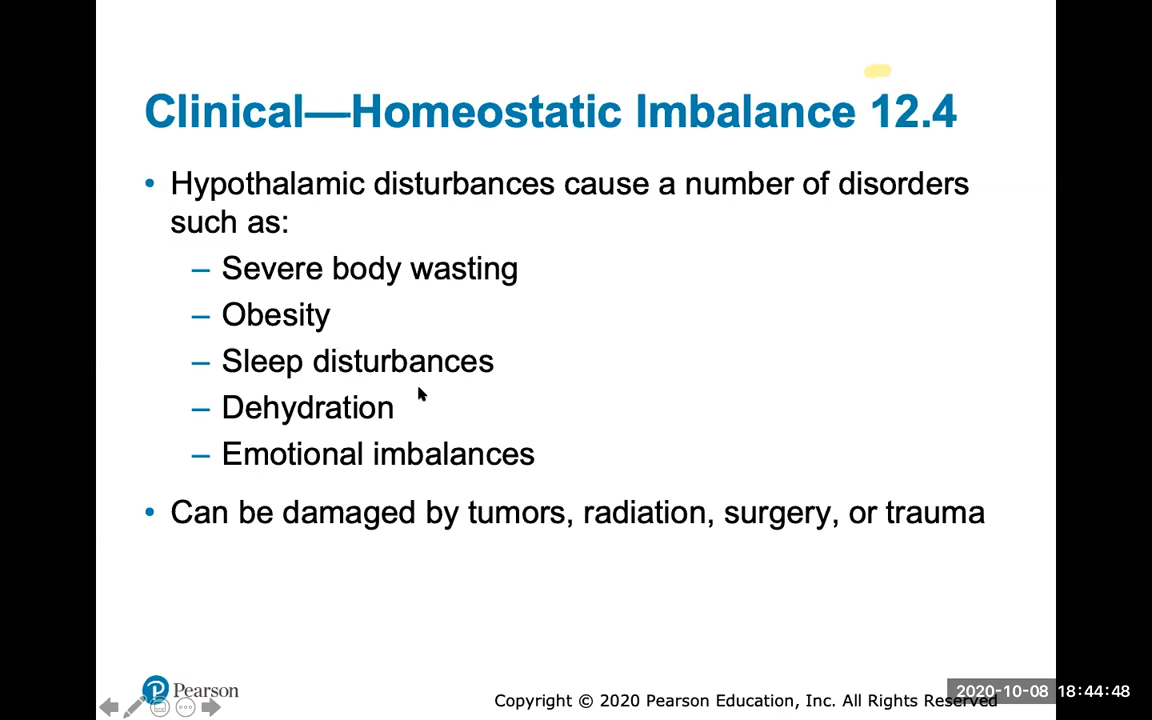 Clinical—Homeostatic Imbalance 12.4
• Hypothalamic disturbances cause a number of disorders
such as:
– Severe body wasting
– Obesity
– Sleep disturbances
– Dehydration
– Emotional imbalances
• Can be damaged by tumors, radiation, surgery, or trauma
P Pearson
Copyright © 2020 Pearson Education, Inc. All Rights Reserved
2020-10-08 18:44:48